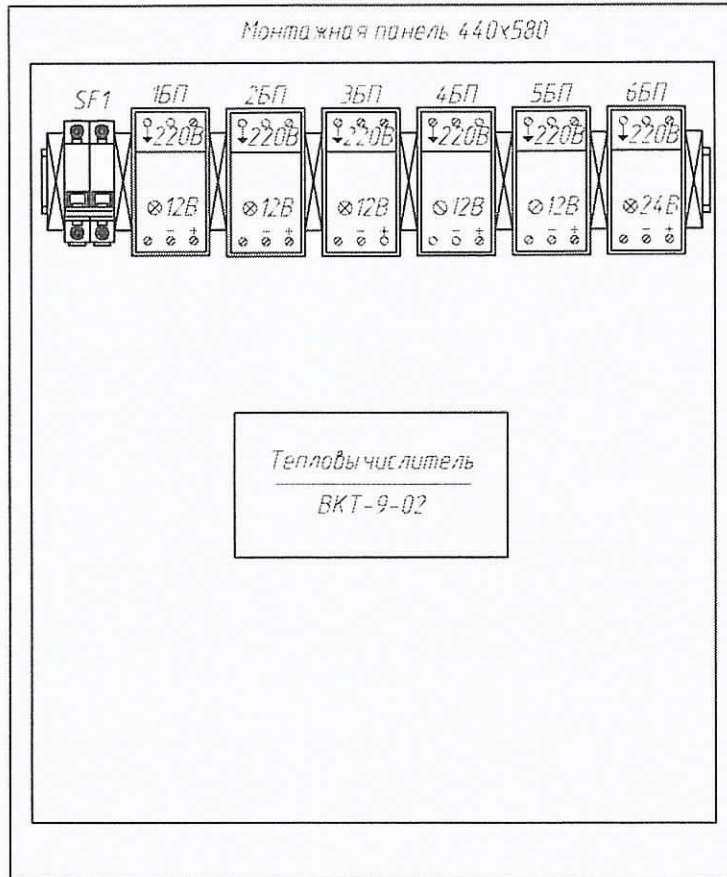 Монтажная панель 440х580
SF1 1БП 2БП 3БП 4БП 5БП 6БП
220В 220В 220В 220В 220В 220В
12В 12В 12В 12В 12В 24В
- + - + - + - + - + - +
Тепловычислитель
ВКТ-9-02